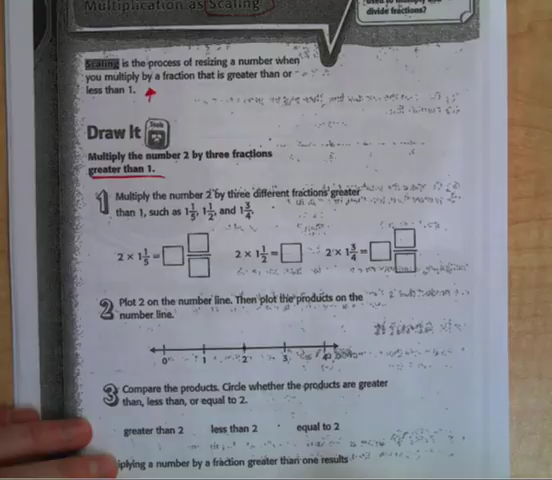 Multiplication as Scaling
divide fractions?
Scaling is the process of resizing a number when
you multiply by a fraction that is greater than or
less than 1.
Draw It
Tools
Multiply the number 2 by three fractions
greater than 1.
1 Multiply the number 2 by three different fractions greater
than 1, such as 1 1/5, 1 1/2, and 1 3/4.
2 × 1 1/5 = 2 × 1 1/2 = 2 × 1 3/4 =
2 Plot 2 on the number line. Then plot the products on the
number line.
0 1 2 3 4
3 Compare the products. Circle whether the products are greater
than, less than, or equal to 2.
greater than 2 less than 2 equal to 2
iplying a number by a fraction greater than one results